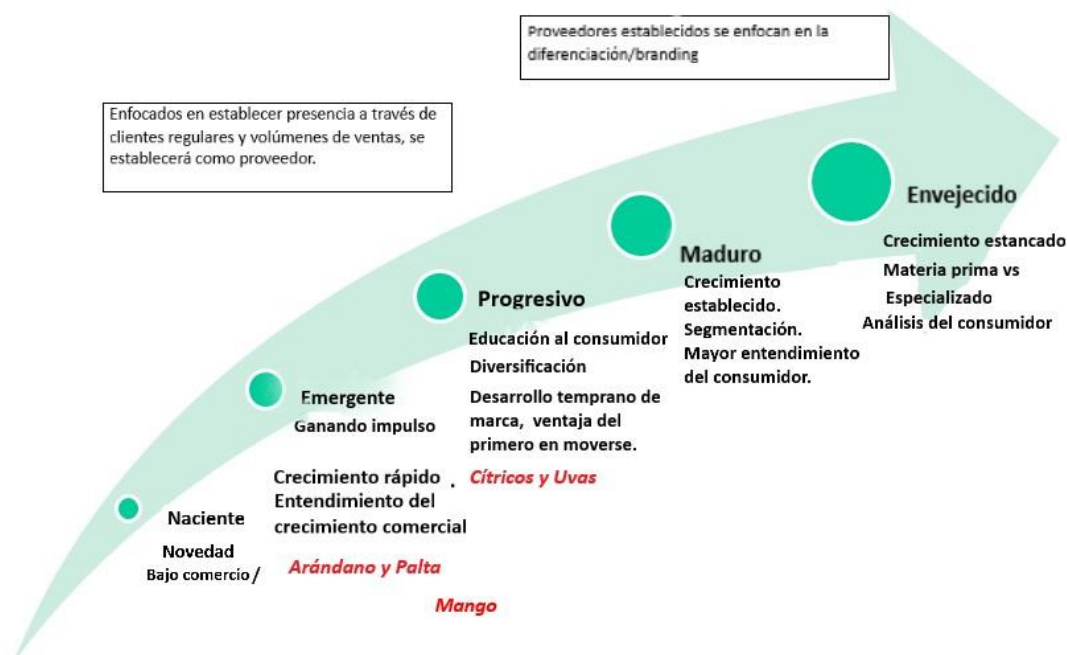 Proveedores establecidos se enfocan en la
diferenciación/branding
Enfocados en establecer presencia a través de
clientes regulares y volúmenes de ventas, se
establecerá como proveedor.
Envejecido
Crecimiento estancado
Materia prima vs
Especializado
Análisis del consumidor
Maduro
Crecimiento
establecido.
Segmentación.
Mayor entendimiento
del consumidor.
Progresivo
Educación al consumidor
Diversificación
Desarrollo temprano de
marca, ventaja del
primero en moverse.
Cítricos y Uvas
Emergente
Ganando impulso
Crecimiento rápido .
Entendimiento del
crecimiento comercial
Arándano y Palta
Mango
Naciente
Novedad
Bajo comercio/